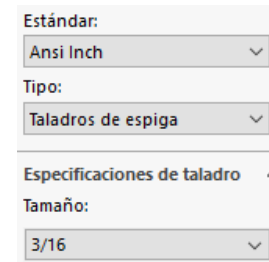 Estándar:
Ansi Inch
Tipo:
Taladros de espiga
Especificaciones de taladro
Tamaño:
3/16